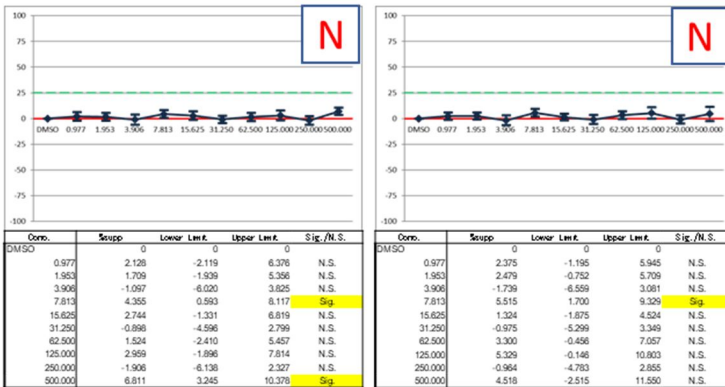 N
100
75
50
25
0
-25
-50
-75
-100
DMSO 0.977 1.953 3.906 7.813 15.625 31.250 62.500 125.000 250.000 500.000
Conc. %supp Lower Limit Upper Limit Sig./N.S.
DMSO 0 0 0
0.977 2.128 -2.119 6.376 N.S.
1.953 1.709 -1.939 5.356 N.S.
3.906 -1.097 -6.020 3.825 N.S.
7.813 4.355 0.593 8.117 Sig.
15.625 2.744 -1.331 6.819 N.S.
31.250 -0.898 -4.596 2.799 N.S.
62.500 1.524 -2.410 5.457 N.S.
125.000 2.959 -1.896 7.814 N.S.
250.000 -1.906 -6.138 2.327 N.S.
500.000 6.811 3.245 10.378 Sig.
N
100
75
50
25
0
-25
-50
-75
-100
DMSO 0.977 1.953 3.906 7.813 15.625 31.250 62.500 125.000 250.000 500.000
Conc. %supp Lower Limit Upper Limit Sig./N.S.
DMSO 0 0 0
0.977 2.375 -1.195 5.945 N.S.
1.953 2.479 -0.752 5.709 N.S.
3.906 -1.739 -6.559 3.081 N.S.
7.813 5.515 1.700 9.329 Sig.
15.625 1.324 -1.875 4.524 N.S.
31.250 -0.975 -5.299 3.349 N.S.
62.500 3.300 -0.456 7.057 N.S.
125.000 5.329 -0.146 10.803 N.S.
250.000 -0.964 -4.783 2.855 N.S.
500.000 4.518 -2.515 11.550 N.S.